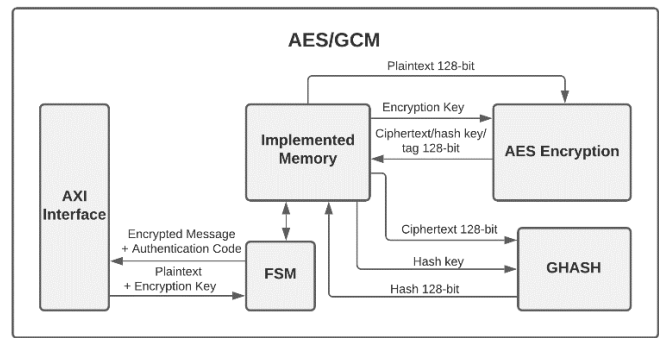 AES/GCM
Plaintext 128-bit
Encryption Key
Ciphertext/hash key/
tag 128-bit
Implemented
Memory
AES Encryption
AXI
Interface
Encrypted Message
+ Authentication Code
Plaintext
+ Encryption Key
FSM
Ciphertext 128-bit
Hash key
Hash 128-bit
GHASH